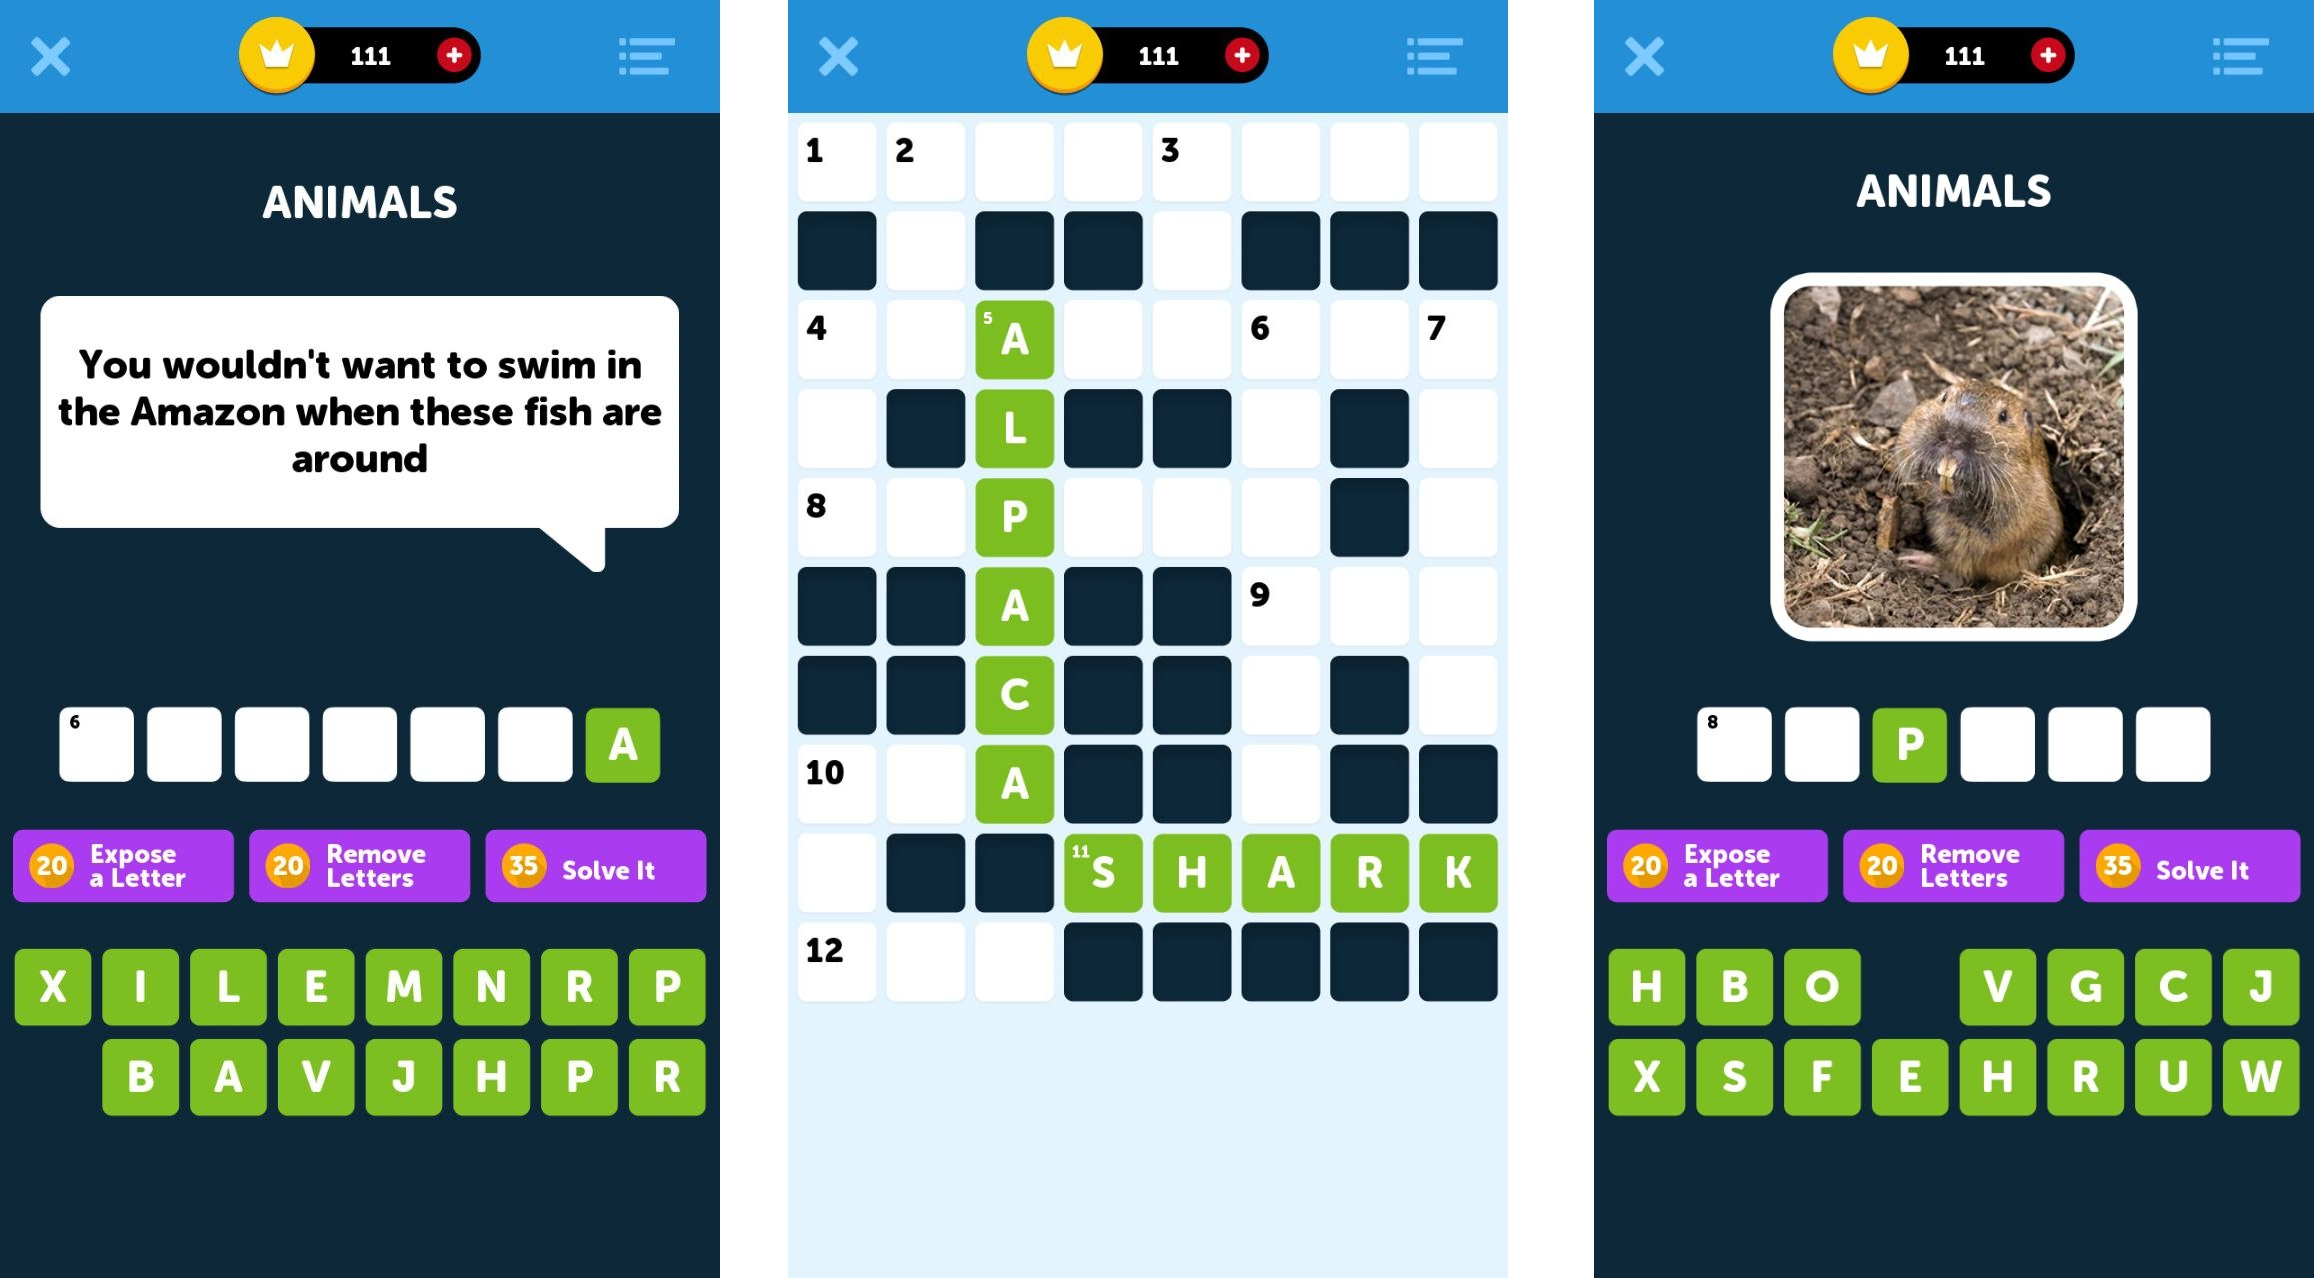 111
ANIMALS
You wouldn't want to swim in
the Amazon when these fish are
around
6
A
20 Expose
a Letter
20 Remove
Letters
35 Solve It
X I L E M N R P
B A V J H P R
111
1 2 3
4 5 A 6 7
L
8 P
A 9
C
10 A
11 S H A R K
12
111
ANIMALS
8 P
20 Expose
a Letter
20 Remove
Letters
35 Solve It
H B O V G C J
X S F E H R U W